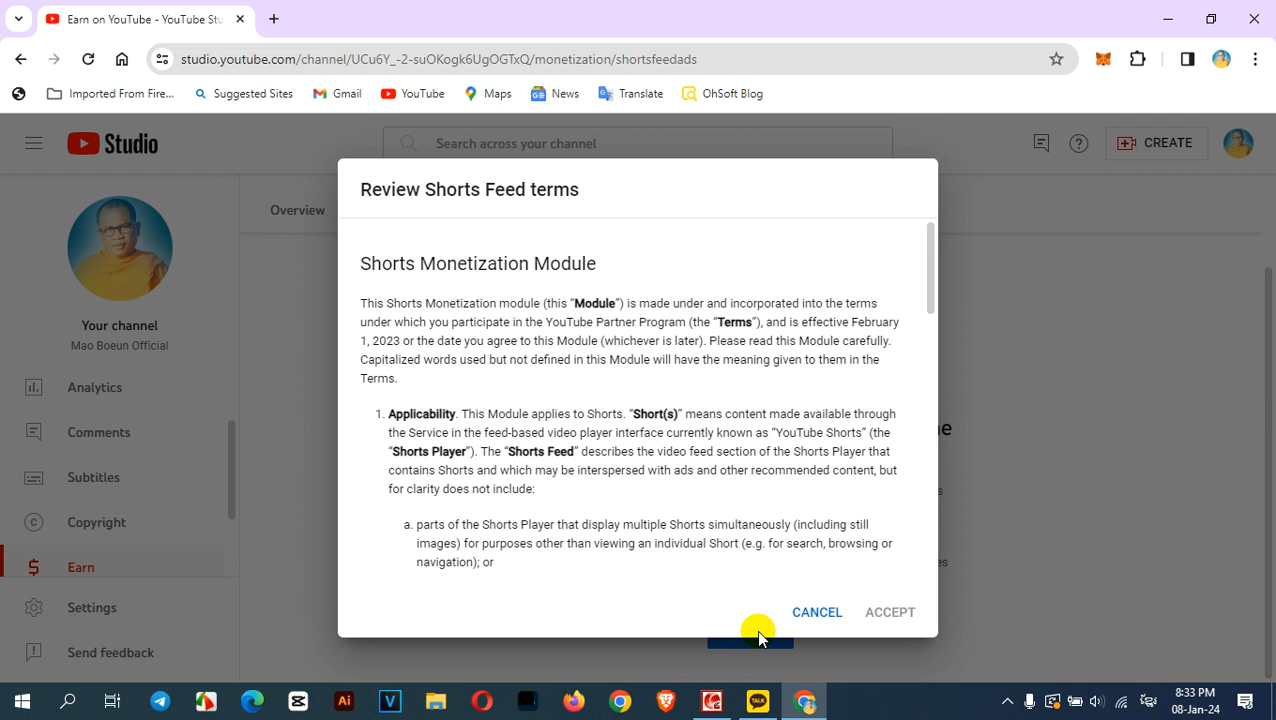 Earn on YouTube - YouTube Stu
studio.youtube.com/channel/UCu6Y_-2-suOKogk6UgOGTxQ/monetization/shortsfeedads
Imported From Fire... Suggested Sites Gmail YouTube Maps News Translate OhSoft Blog
Studio Search across your channel CREATE
Your channel
Mao Boeun Official
Analytics
Comments
Subtitles
Copyright
Earn
Settings
Send feedback
Overview
Review Shorts Feed terms
Shorts Monetization Module
This Shorts Monetization module (this “Module”) is made under and incorporated into the terms
under which you participate in the YouTube Partner Program (the “Terms”), and is effective February
1, 2023 or the date you agree to this Module (whichever is later). Please read this Module carefully.
Capitalized words used but not defined in this Module will have the meaning given to them in the
Terms.
1. Applicability. This Module applies to Shorts. “Short(s)” means content made available through
the Service in the feed-based video player interface currently known as “YouTube Shorts” (the
“Shorts Player”). The “Shorts Feed” describes the video feed section of the Shorts Player that
contains Shorts and which may be interspersed with ads and other recommended content, but
for clarity does not include:
a. parts of the Shorts Player that display multiple Shorts simultaneously (including still
images) for purposes other than viewing an individual Short (e.g. for search, browsing or
navigation); or
CANCEL ACCEPT
Ai V TALK
8:33 PM
08-Jan-24